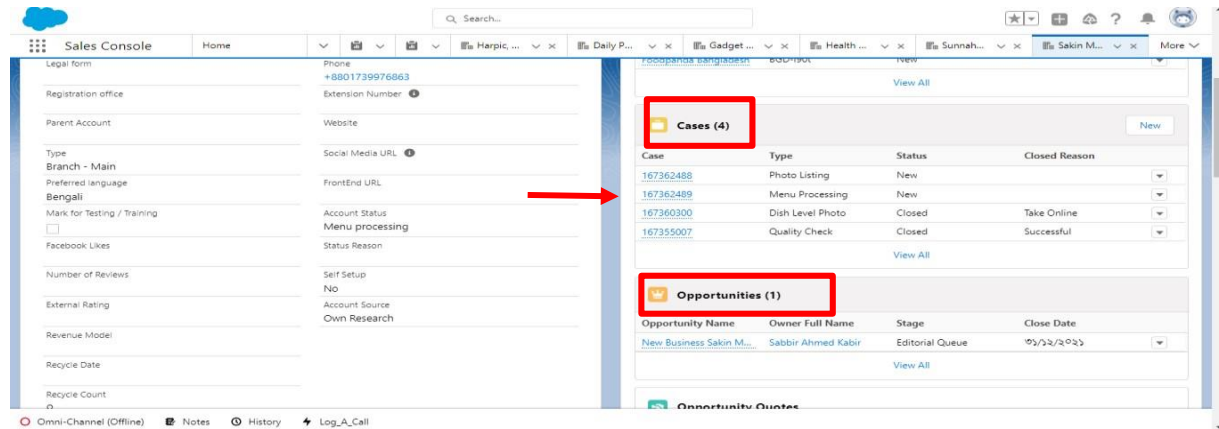 Search...
Sales Console
Home
Harpic, ...
Daily P...
Gadget ...
Health ...
Sunnah...
Sakin M...
More
Legal form
Phone
+8801739976863
Registration office
Extension Number
Parent Account
Website
Type
Branch - Main
Social Media URL
Preferred language
Bengali
FrontEnd URL
Mark for Testing / Training
Account Status
Menu processing
Facebook Likes
Status Reason
Number of Reviews
Self Setup
No
External Rating
Account Source
Own Research
Revenue Model
Recycle Date
Recycle Count
0
Foodpanda Bangladesh
New
View All
Cases (4)
New
Case Type Status Closed Reason
167362488 Photo Listing New
167362489 Menu Processing New
167360300 Dish Level Photo Closed Take Online
167355007 Quality Check Closed Successful
View All
Opportunities (1)
Opportunity Name Owner Full Name Stage Close Date
New Business Sakin M... Sabbir Ahmed Kabir Editorial Queue ৩১/১২/২০২১
View All
Opportunity Quotes
Omni-Channel (Offline) Notes History Log_A_Call